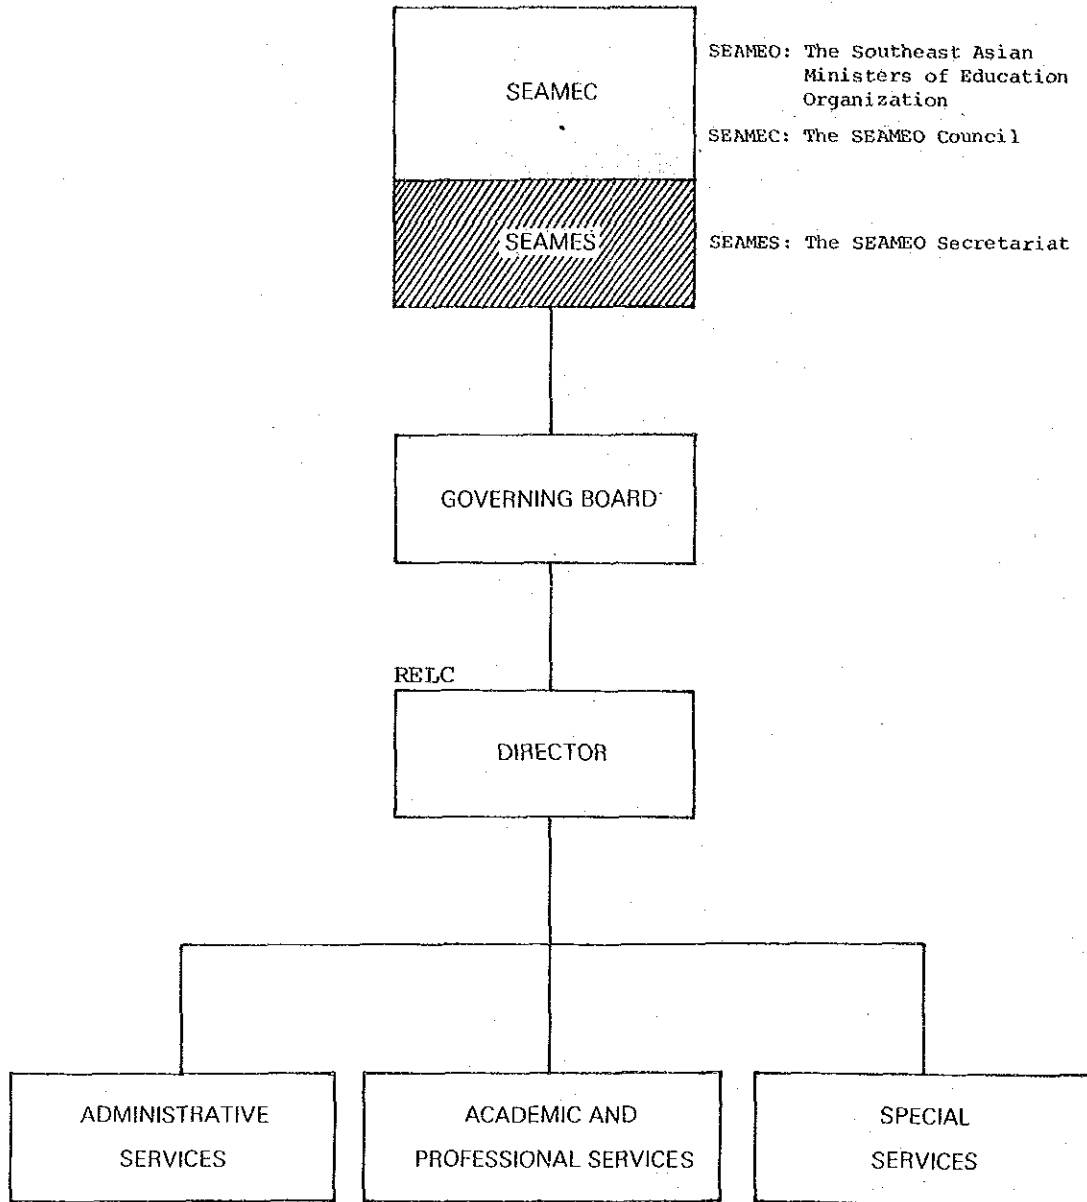 SEAMEC
SEAMEO: The Southeast Asian
Ministers of Education
Organization
SEAMEC: The SEAMEO Council
SEAMES
SEAMES: The SEAMEO Secretariat
GOVERNING BOARD
RELC
DIRECTOR
ADMINISTRATIVE
SERVICES
ACADEMIC AND
PROFESSIONAL SERVICES
SPECIAL
SERVICES